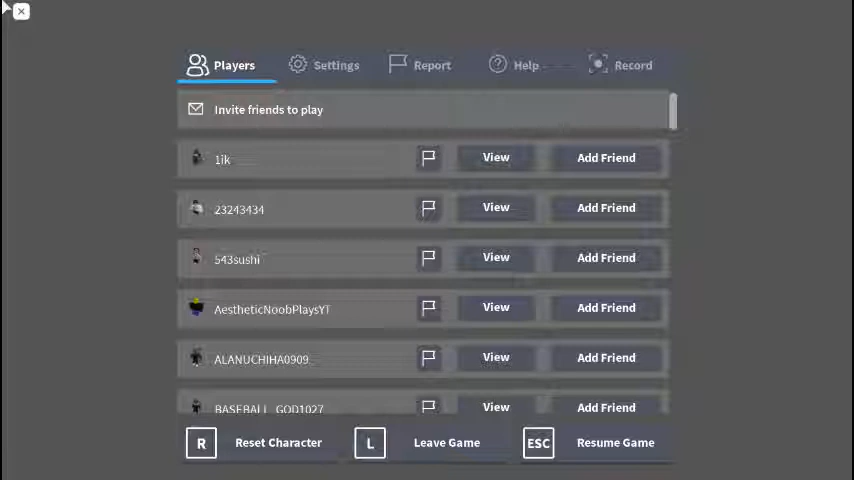 Players Settings Report Help Record
Invite friends to play
1ik View Add Friend
23243434 View Add Friend
543sushi View Add Friend
AestheticNoobPlaysYT View Add Friend
ALANUCHIHA0909 View Add Friend
BASEBALL_GOD1027 View Add Friend
R Reset Character L Leave Game ESC Resume Game